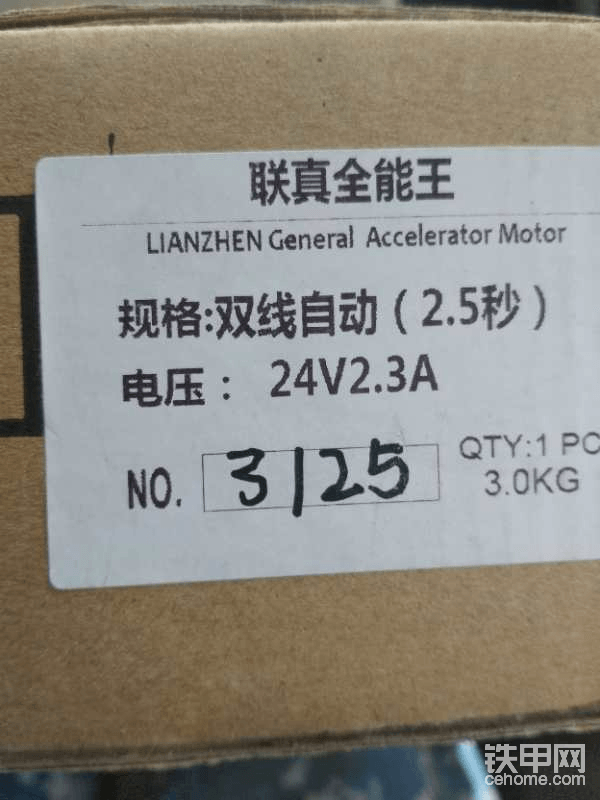 联真全能王
LIANZHEN General Accelerator Motor
规格:双线自动(2.5秒)
电压: 24V2.3A
NO. 3125
QTY:1 PC
3.0KG
铁甲网
cehome.com